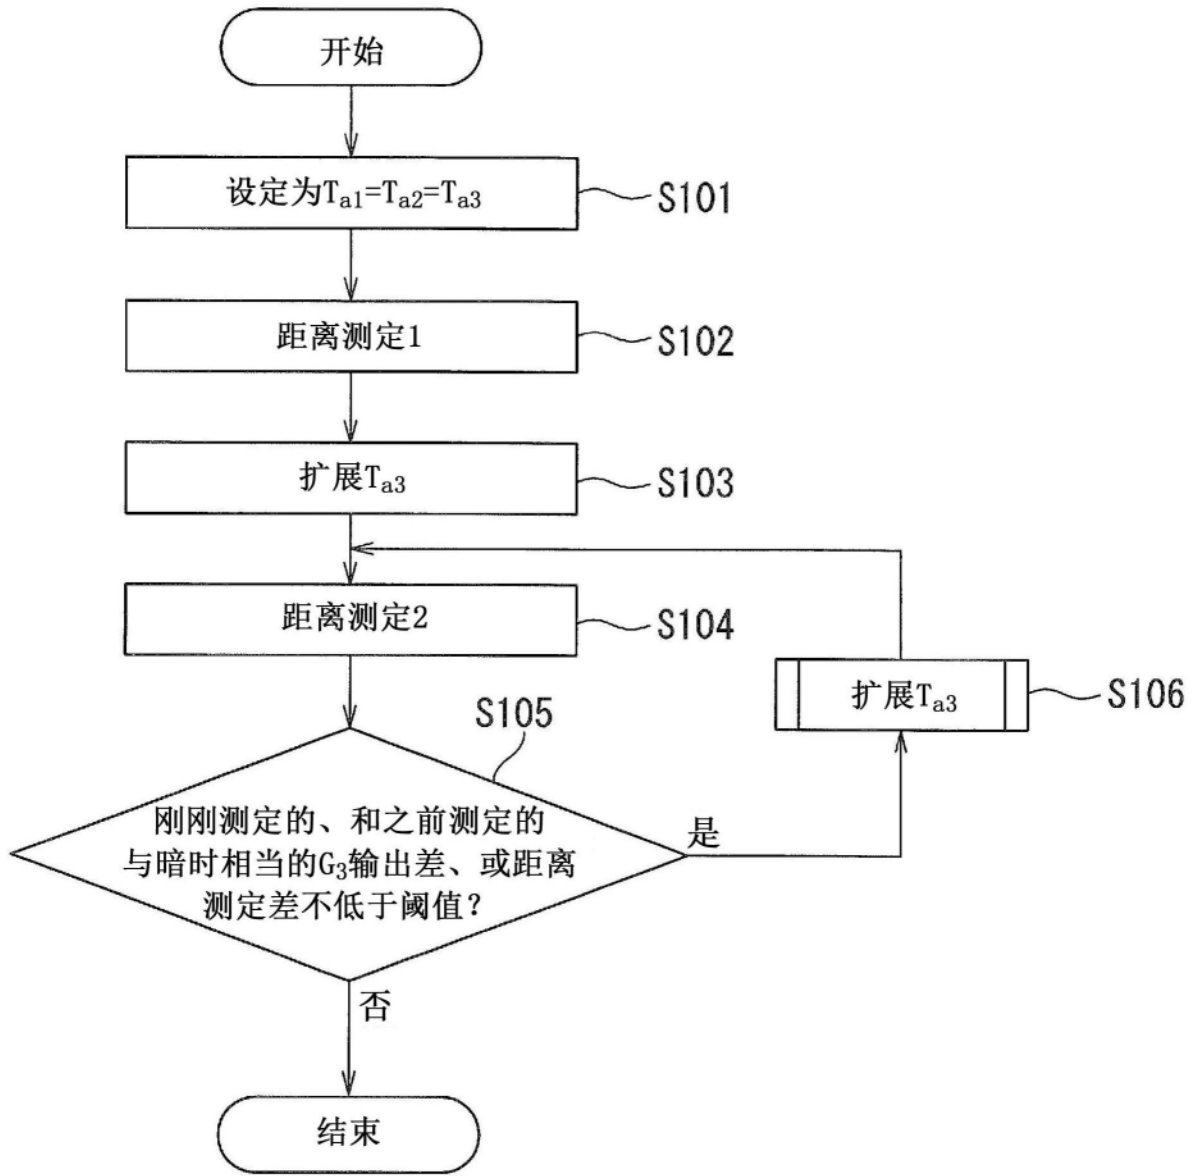 开始
设定为Ta1=Ta2=Ta3
S101
距离测定1
S102
扩展Ta3
S103
距离测定2
S104
扩展Ta3
S106
S105
刚刚测定的、和之前测定的
与暗时相当的G3输出差、或距离
测定差不低于阈值？
是
否
结束